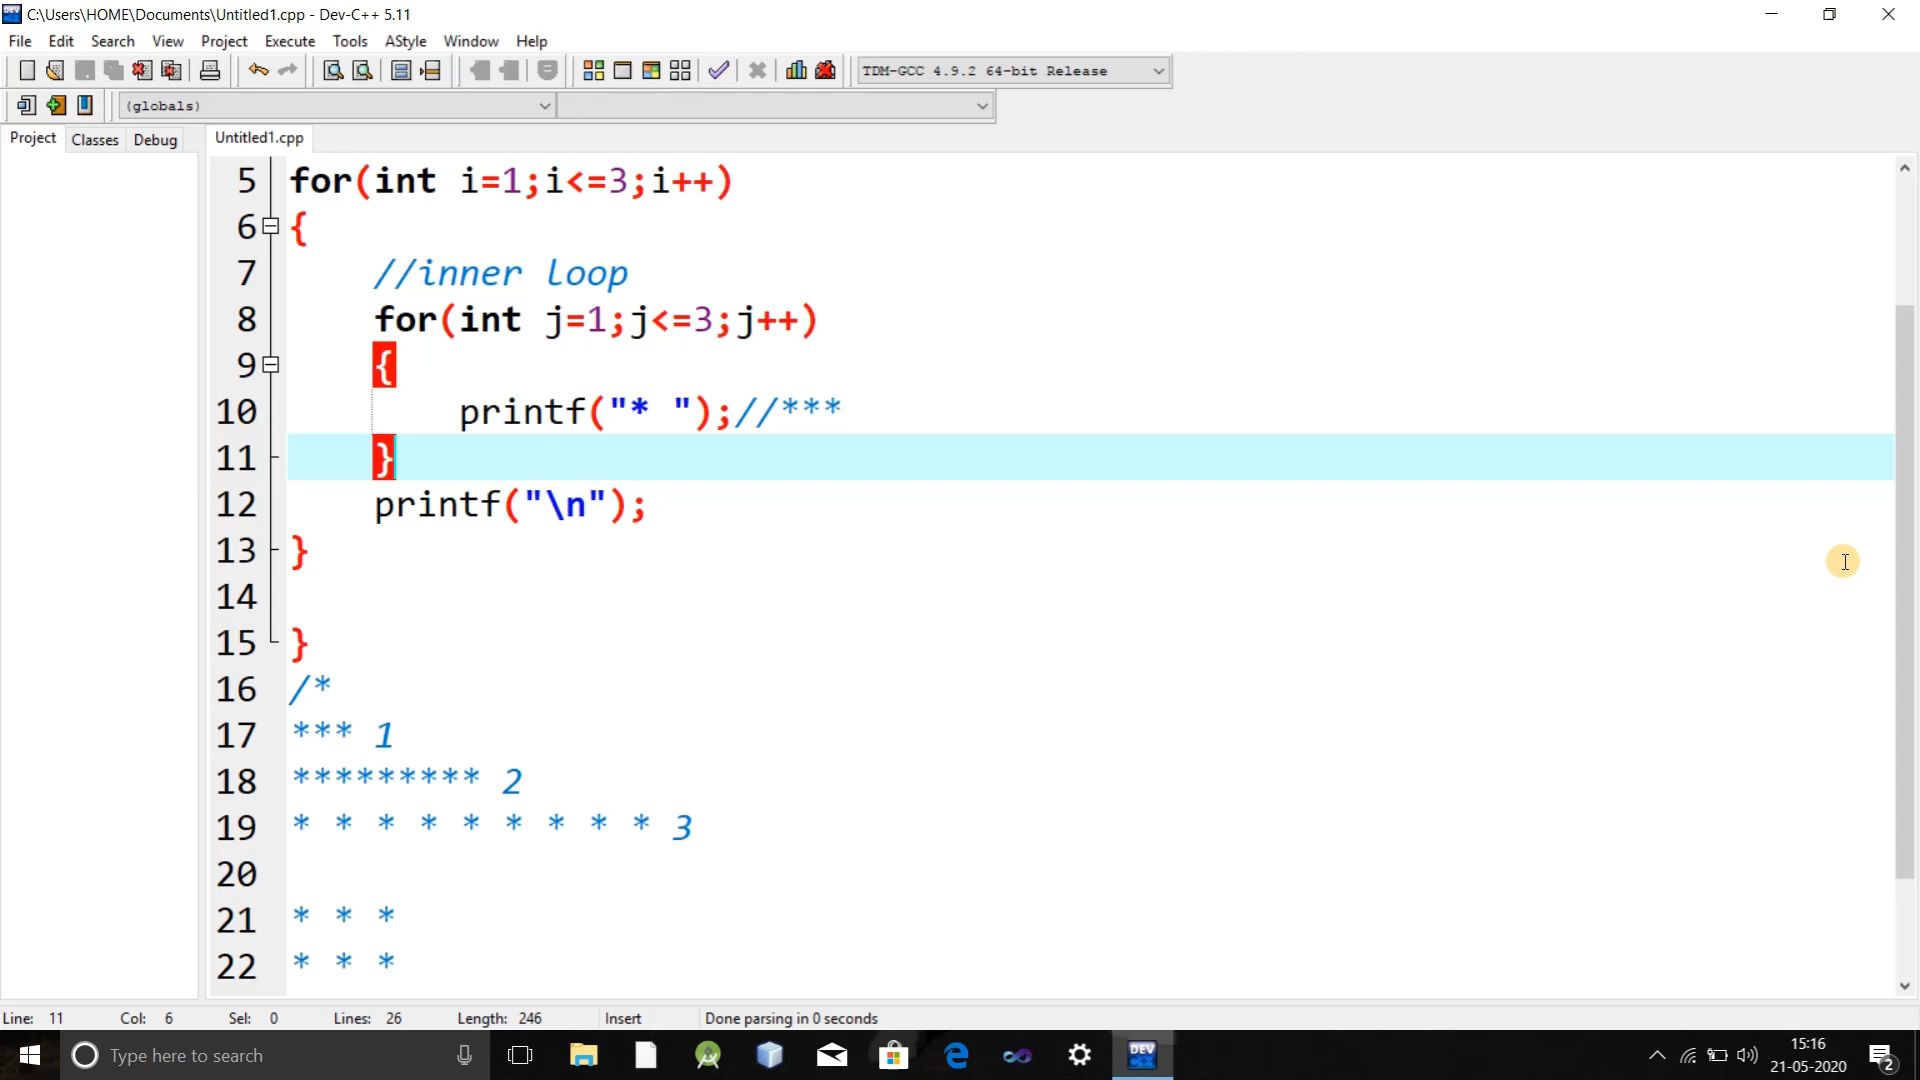 C:\Users\HOME\Documents\Untitled1.cpp - Dev-C++ 5.11
File Edit Search View Project Execute Tools AStyle Window Help
TDM-GCC 4.9.2 64-bit Release
(globals)
Project Classes Debug Untitled1.cpp
5 for(int i=1;i<=3;i++)
6 {
7 //inner loop
8 for(int j=1;j<=3;j++)
9 {
10 printf("* ");//***
11 }
12 printf("\n");
13 }
14
15 }
16 /*
17 *** 1
18 ********* 2
19 * * * * * * * * * 3
20
21 * * *
22 * * *
Line: 11 Col: 6 Sel: 0 Lines: 26 Length: 246 Insert Done parsing in 0 seconds
Type here to search
DEV
15:16
21-05-2020
2